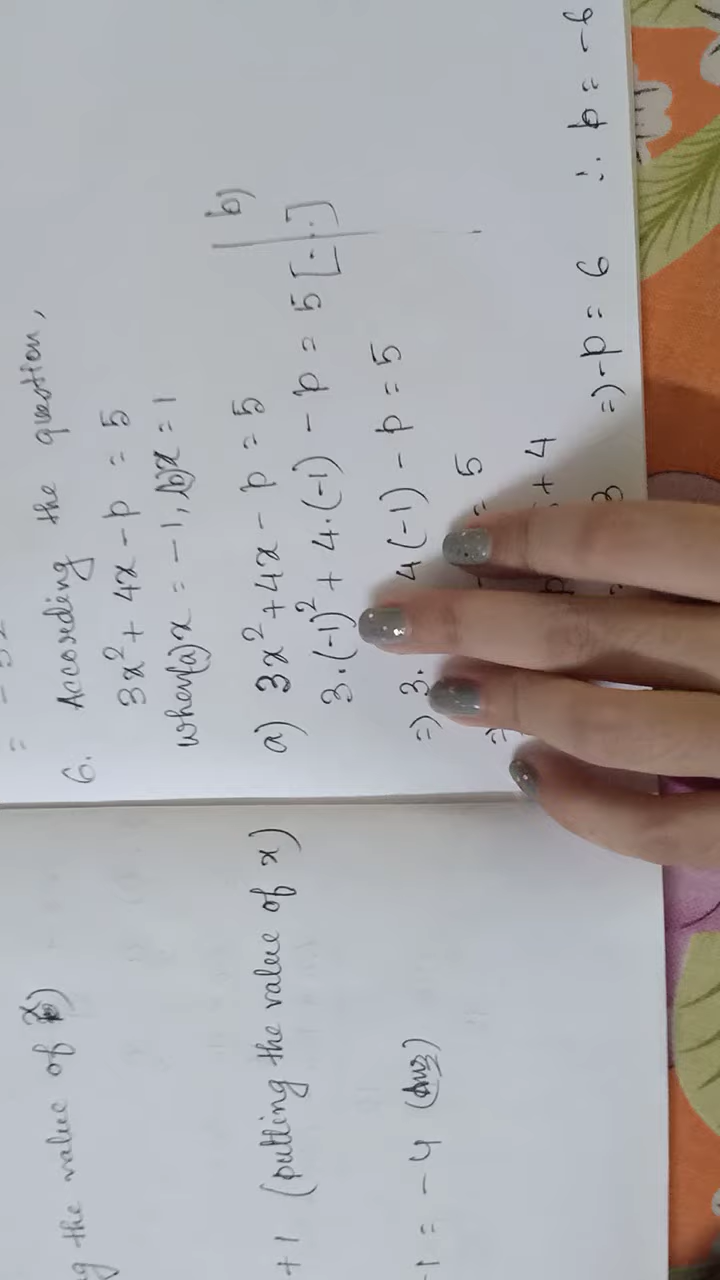 = - 32
6. According the question,
3x² + 4x - p = 5
when(a)x = -1, (b)x = 1
a) 3x² + 4x - p = 5 | b)
3·(-1)² + 4·(-1) - p = 5 [...]
=) 3. 4(-1) - p = 5
=) = 5
+ 4
3 =) -p = 6 ∴ p = -6
g the value of x)
+1 (putting the value of x)
-1 = -4 (Ans)